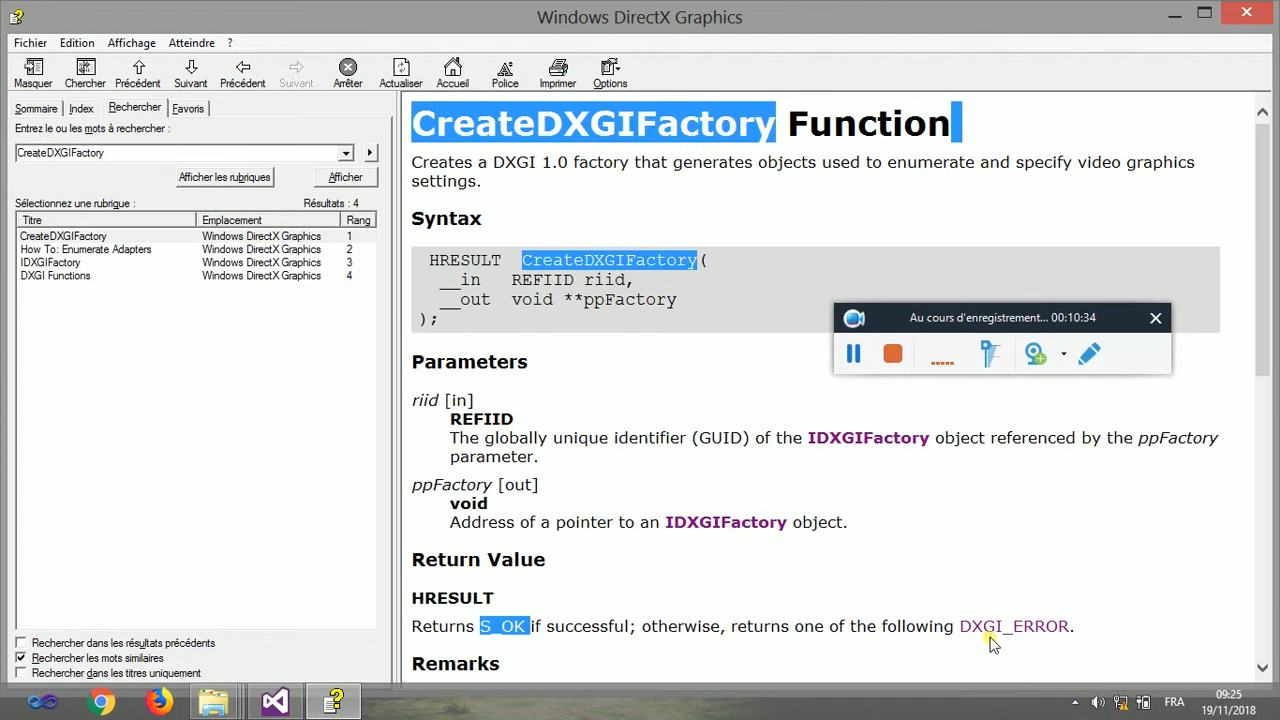 Windows DirectX Graphics
Fichier Edition Affichage Atteindre ?
Masquer Chercher Précédent Suivant Précédent Suivant Arrêter Actualiser Accueil Police Imprimer Options
Sommaire Index Rechercher Favoris
Entrez le ou les mots à rechercher :
CreateDXGIFactory
Afficher les rubriques Afficher
Sélectionnez une rubrique : Résultats : 4
Titre Emplacement Rang
CreateDXGIFactory Windows DirectX Graphics 1
How To: Enumerate Adapters Windows DirectX Graphics 2
IDXGIFactory Windows DirectX Graphics 3
DXGI Functions Windows DirectX Graphics 4
Rechercher dans les résultats précédents
Rechercher les mots similaires
Rechercher dans les titres uniquement
CreateDXGIFactory Function
Creates a DXGI 1.0 factory that generates objects used to enumerate and specify video graphics
settings.
Syntax
HRESULT CreateDXGIFactory(
__in REFIID riid,
__out void **ppFactory
);
Au cours d'enregistrement... 00:10:34
Parameters
riid [in]
REFIID
The globally unique identifier (GUID) of the IDXGIFactory object referenced by the ppFactory
parameter.
ppFactory [out]
void
Address of a pointer to an IDXGIFactory object.
Return Value
HRESULT
Returns S_OK if successful; otherwise, returns one of the following DXGI_ERROR.
Remarks
FRA
09:25
19/11/2018